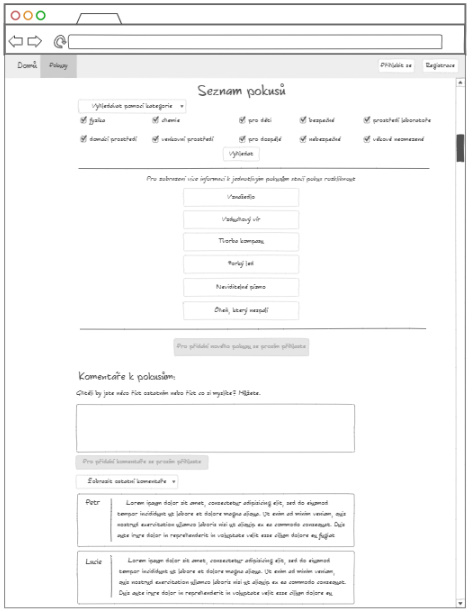 Domů Pokusy Přihlásit se Registrace
Seznam pokusů
Vyhledávat pomocí kategorie
fyzika chemie pro děti bezpečné prostředí laboratoře
domácí prostředí venkovní prostředí pro dospělé nebezpečné věkově neomezené
Vyhledat
Pro zobrazení více informací k jednotlivým pokusům stačí pokus rozkliknout
Vznášedlo
Vzduchový vír
Tvorba kompasu
Horký led
Neviditelné písmo
Šnek, který nespadl
Pro přidání nového pokusu se prosím přihlaste
Komentáře k pokusům:
Chtěli by jste něco říct ostatním nebo říct co si myslíte? Můžete.
Pro přidání komentáře se prosím přihlaste
Zobrazit ostatní komentáře
Petr
Lorem ipsum dolor sit amet, consectetur adipisicing elit, sed do eiusmod
tempor incididunt ut labore et dolore magna aliqua. Ut enim ad minim veniam, quis
nostrud exercitation ullamco laboris nisi ut aliquip ex ea commodo consequat. Duis
aute irure dolor in reprehenderit in voluptate velit esse cillum dolore eu fugiat
Lucie
Lorem ipsum dolor sit amet, consectetur adipisicing elit, sed do eiusmod
tempor incididunt ut labore et dolore magna aliqua. Ut enim ad minim veniam,
quis nostrud exercitation ullamco laboris nisi ut aliquip ex ea commodo consequat.
Duis aute irure dolor in reprehenderit in voluptate velit esse cillum dolore eu